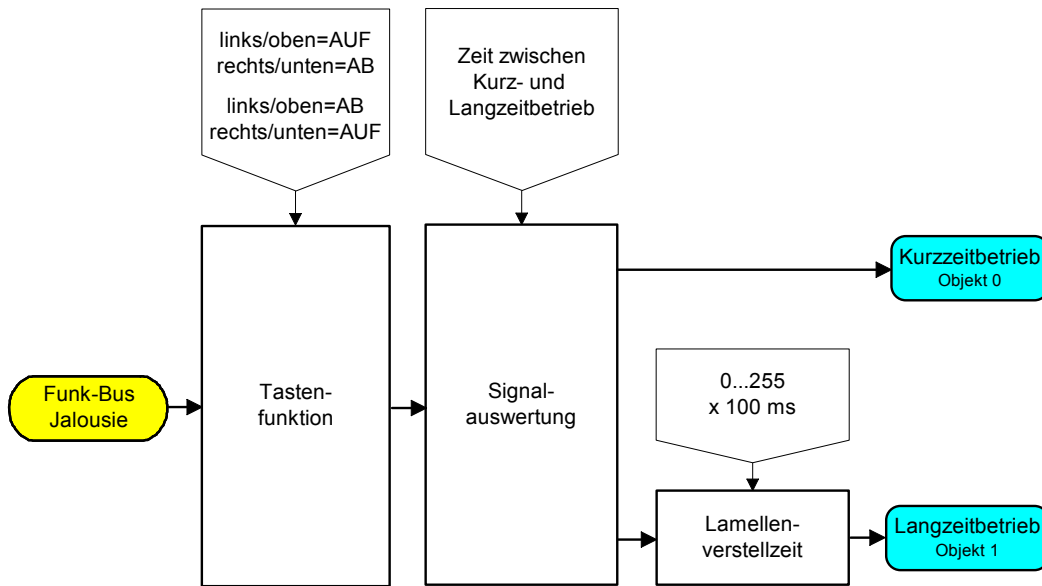 links/oben=AUF
rechts/unten=AB
links/oben=AB
rechts/unten=AUF
Zeit zwischen
Kurz- und
Langzeitbetrieb
Kurzzeitbetrieb
Objekt 0
Funk-Bus
Jalousie
Tasten-
funktion
Signal-
auswertung
0...255
x 100 ms
Lamellen-
verstellzeit
Langzeitbetrieb
Objekt 1